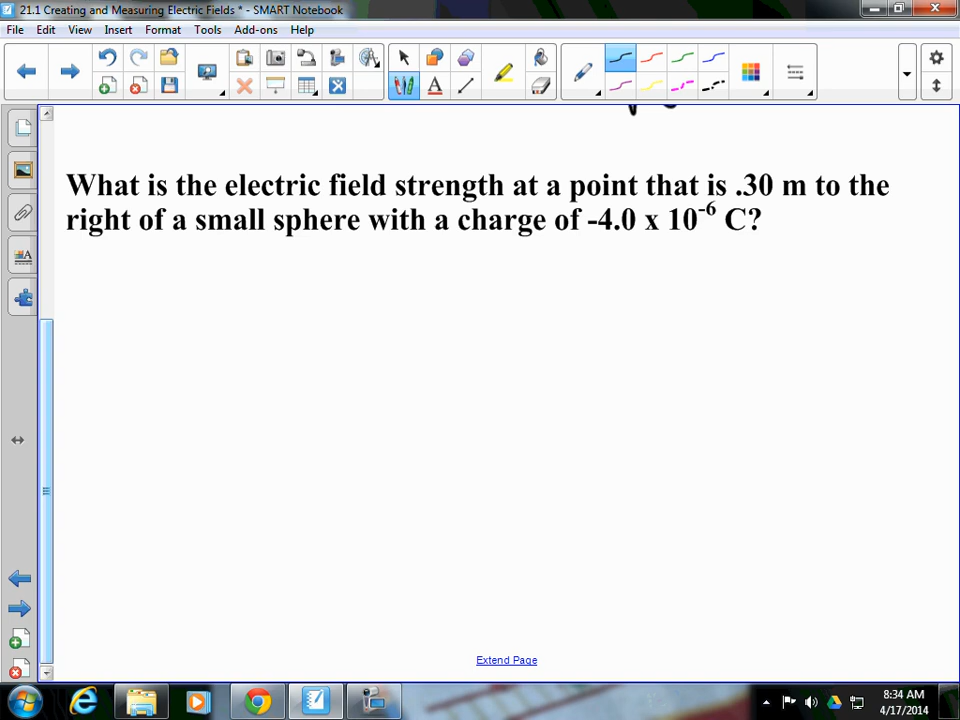 21.1 Creating and Measuring Electric Fields * - SMART Notebook
File Edit View Insert Format Tools Add-ons Help
What is the electric field strength at a point that is .30 m to the
right of a small sphere with a charge of -4.0 x 10⁻⁶ C?
Extend Page
8:34 AM
4/17/2014